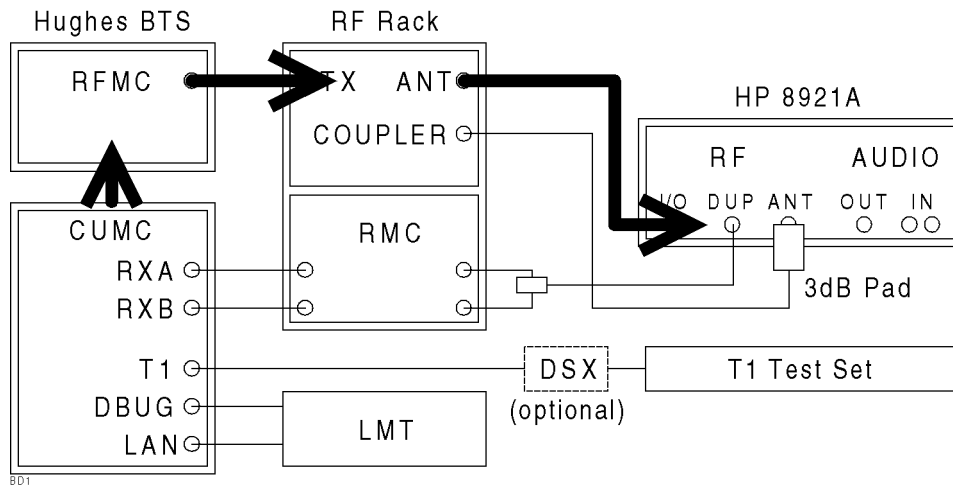 Hughes BTS
RF Rack
RFMC
TX
ANT
COUPLER
HP 8921A
RF
AUDIO
I/O
DUP
ANT
OUT
IN
CUMC
RXA
RXB
RMC
3dB Pad
T1
DSX
(optional)
T1 Test Set
DBUG
LAN
LMT
BD1